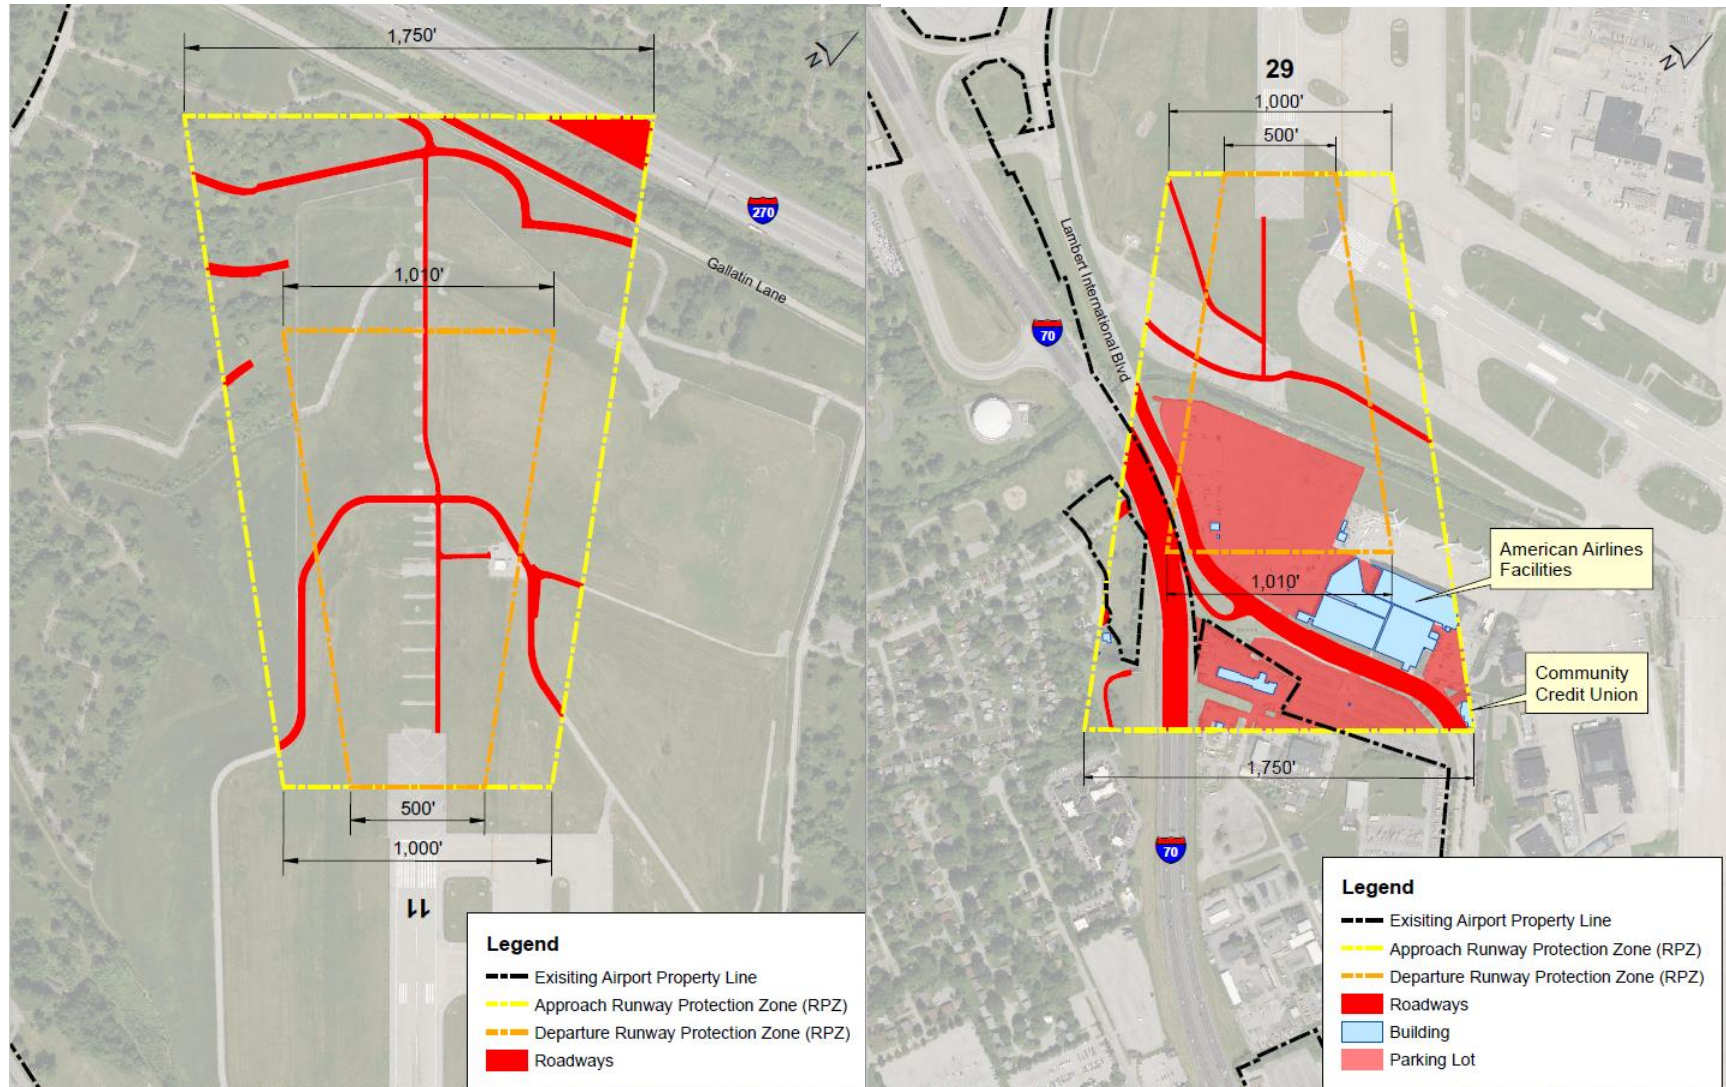 1,750'
N
270
Gallatin Lane
1,010'
500'
1,000'
11
Legend
Exisiting Airport Property Line
Approach Runway Protection Zone (RPZ)
Departure Runway Protection Zone (RPZ)
Roadways
N
29
1,000'
500'
Lambert International Blvd
70
American Airlines
Facilities
1,010'
Community
Credit Union
1,750'
70
Legend
Exisiting Airport Property Line
Approach Runway Protection Zone (RPZ)
Departure Runway Protection Zone (RPZ)
Roadways
Building
Parking Lot